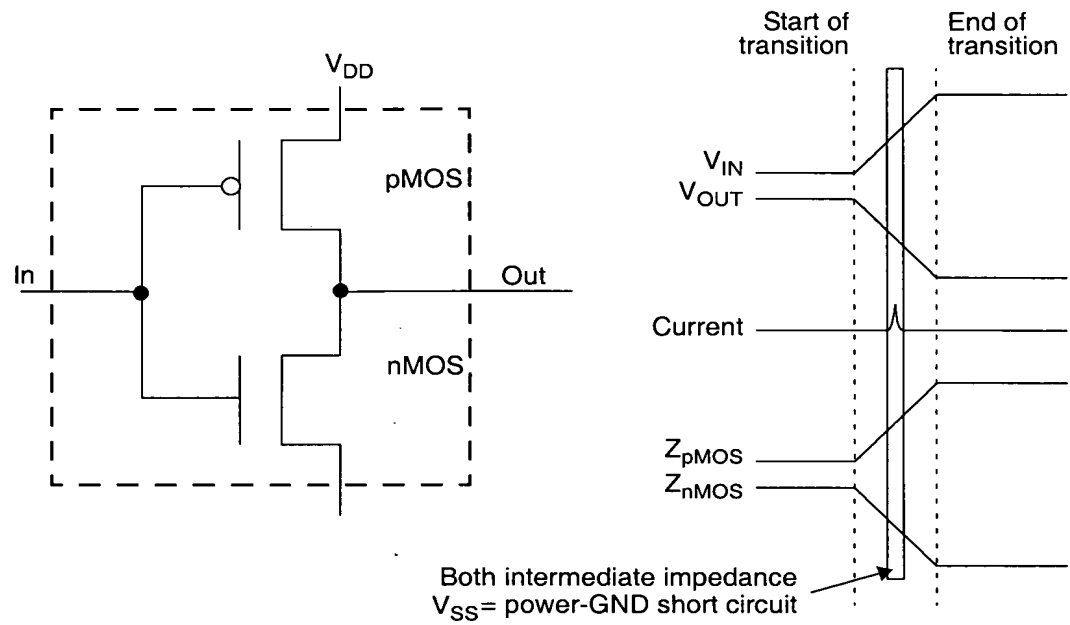 V_DD
pMOS
In
Out
nMOS
Start of
transition
End of
transition
V_IN
V_OUT
Current
Z_pMOS
Z_nMOS
Both intermediate impedance
V_SS= power-GND short circuit